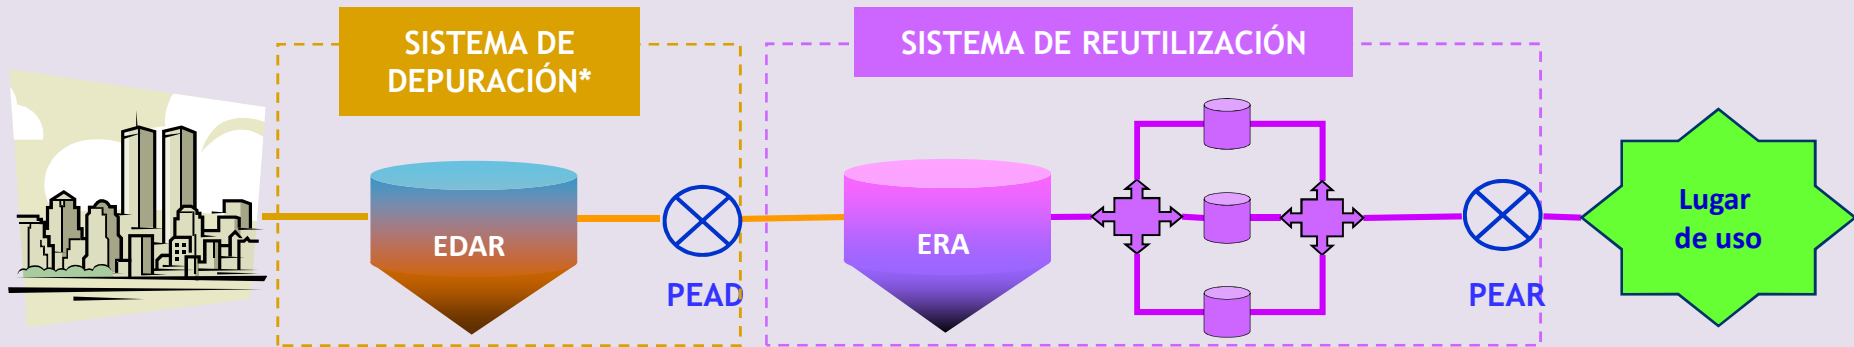 SISTEMA DE
DEPURACIÓN*
SISTEMA DE REUTILIZACIÓN
EDAR
PEAD
ERA
PEAR
Lugar
de uso